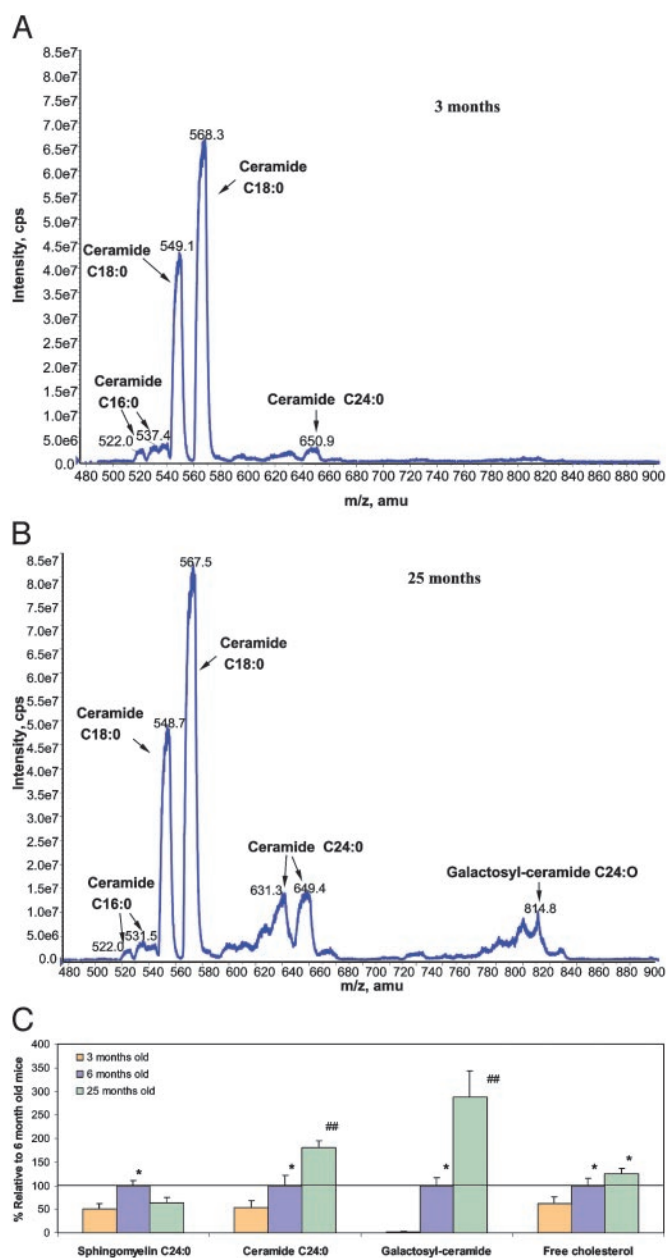 A
8.5e7
8.0e7
7.5e7
7.0e7
6.5e7
6.0e7
5.5e7
5.0e7
4.5e7
4.0e7
3.5e7
3.0e7
2.5e7
2.0e7
1.5e7
1.0e7
5.0e6
0.0
Intensity, cps
3 months
568.3
Ceramide
C18:0
Ceramide
C18:0
549.1
Ceramide
C16:0
522.0
537.4
Ceramide C24:0
650.9
480 500 520 540 560 580 600 620 640 660 680 700 720 740 760 780 800 820 840 860 880 900
m/z, amu
B
8.5e7
8.0e7
7.5e7
7.0e7
6.5e7
6.0e7
5.5e7
5.0e7
4.5e7
4.0e7
3.5e7
3.0e7
2.5e7
2.0e7
1.5e7
1.0e7
5.0e6
0.0
Intensity, cps
567.5
25 months
Ceramide
C18:0
Ceramide
C18:0
548.7
Ceramide
C16:0
522.0
531.5
Ceramide C24:0
631.3
649.4
Galactosyl-ceramide C24:O
814.8
480 500 520 540 560 580 600 620 640 660 680 700 720 740 760 780 800 820 840 860 880 900
m/z, amu
C
% Relative to 6 month old mice
400
350
300
250
200
150
100
50
0
3 months old
6 months old
25 months old
*
*
##
*
##
*
*
Sphingomyelin C24:0
Ceramide C24:0
Galactosyl-ceramide
Free cholesterol